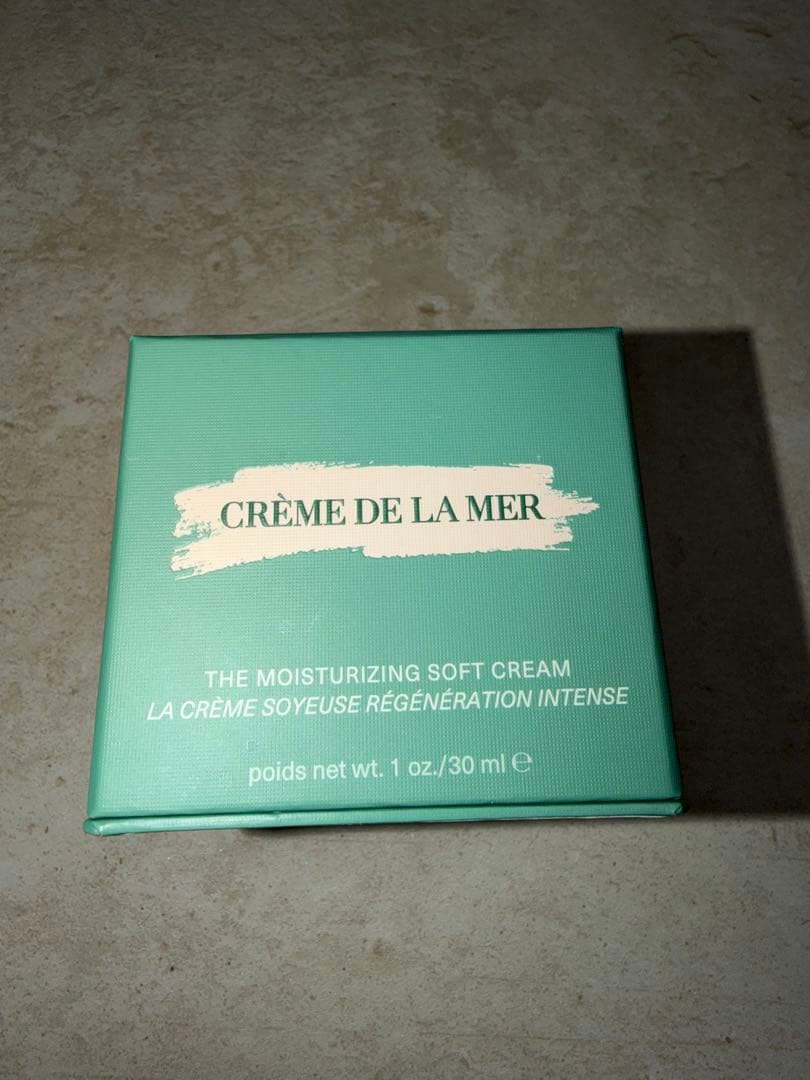 CRÈME DE LA MER
THE MOISTURIZING SOFT CREAM
LA CRÈME SOYEUSE RÉGÉNÉRATION INTENSE
poids net wt. 1 oz./30 ml ℮